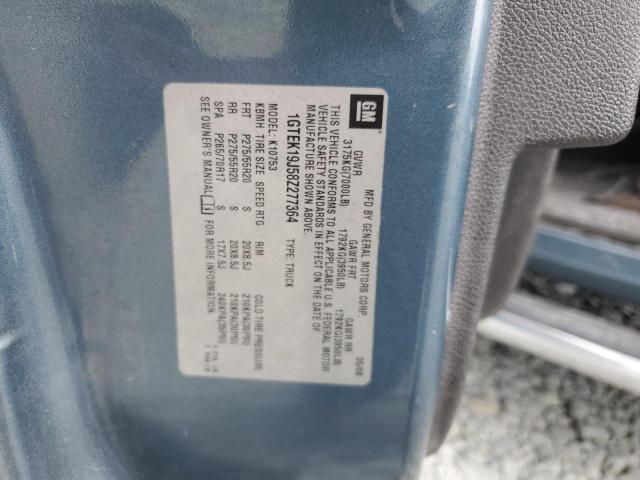 GM
MFD BY GENERAL MOTORS CORP 05/08
GVWR GAWR FRT GAWR RR
3175KG(7000LB) 1792KG(3950LB) 1792KG(3950LB)
THIS VEHICLE CONFORMS TO ALL APPLICABLE U.S. FEDERAL MOTOR
VEHICLE SAFETY STANDARDS IN EFFECT ON THE DATE OF
MANUFACTURE SHOWN ABOVE.
1GTEK19J58Z277364 TYPE: TRUCK
MODEL: K10753
KBMH TIRE SIZE SPEED RTG RIM COLD TIRE PRESSURE
FRT P275/55R20 S 20X8.5J 210KPA(30PSI)
RR P275/55R20 S 20X8.5J 210KPA(30PSI)
SPA P265/70R17 S 17X7.5J 240KPA(35PSI)
SEE OWNER'S MANUAL FOR MORE INFORMATION.